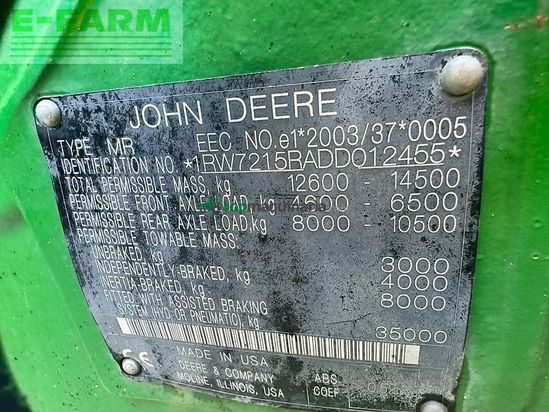 E-FARM
JOHN DEERE
TYPE MR EEC. NO.e1*2003/37*0005
IDENTIFICATION NO *1RW7215RADD012455*
TOTAL PERMISSIBLE MASS, kg 12600 - 14500
PERMISSIBLE FRONT AXLE LOAD, kg 4600 - 6500
PERMISSIBLE REAR AXLE LOAD,kg 8000 - 10500
PERMISSIBLE TOWABLE MASS,
UNBRAKED, kg 3000
INDEPENDENTLY-BRAKED, kg 4000
INERTIA-BRAKED, kg 8000
FITTED WITH ASSISTED BRAKING
SYSTEM(HYD OR PNEUMATIC), kg 35000
CE
MADE IN USA
DEERE & COMPANY
MOLINE, ILLINOIS, USA
ABS
COEF